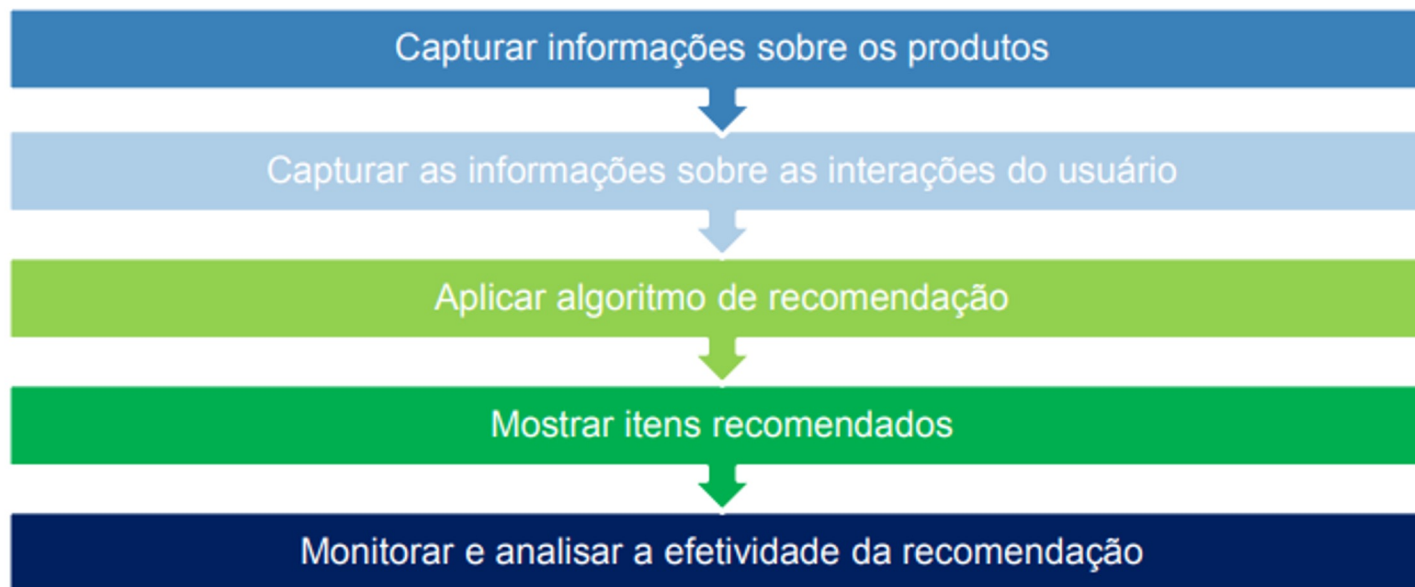 Capturar informações sobre os produtos
Capturar as informações sobre as interações do usuário
Aplicar algoritmo de recomendação
Mostrar itens recomendados
Monitorar e analisar a efetividade da recomendação